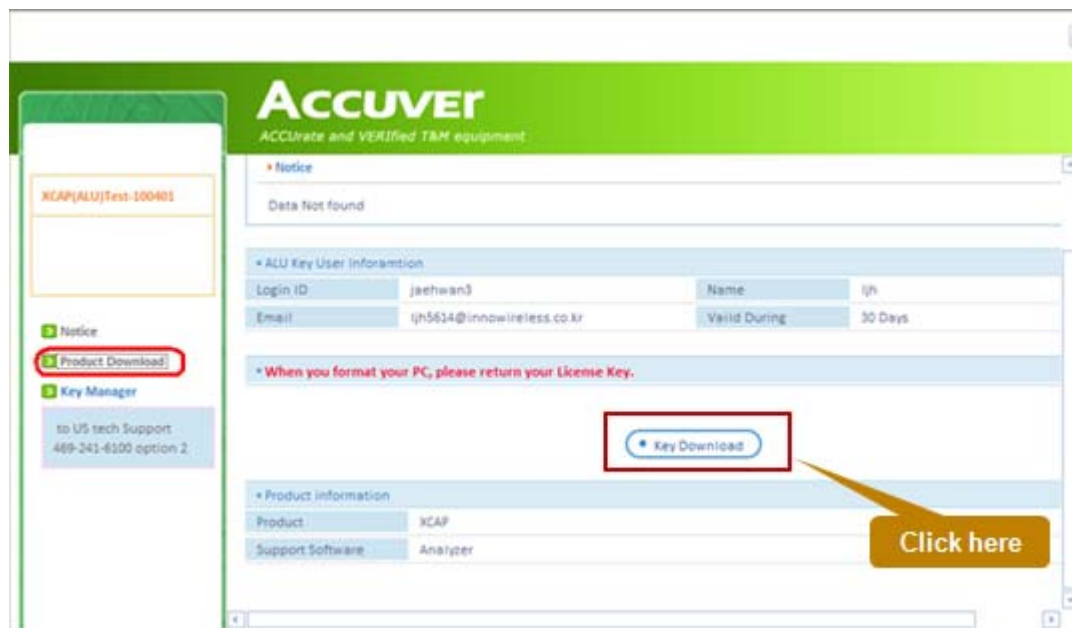 ACCUVER
ACCUrate and VERIfied T&M equipment
XCAP(ALU)Test-100401
Notice
Product Download
Key Manager
to US tech Support
469-241-6100 option 2
Notice
Data Not found
ALU Key User Inforamtion
Login ID jaehwan3 Name ljh
Email ljh5614@innowireless.co.kr Valid During 30 Days
When you format your PC, please return your License Key.
Key Download
Click here
Product information
Product XCAP
Support Software Analyzer